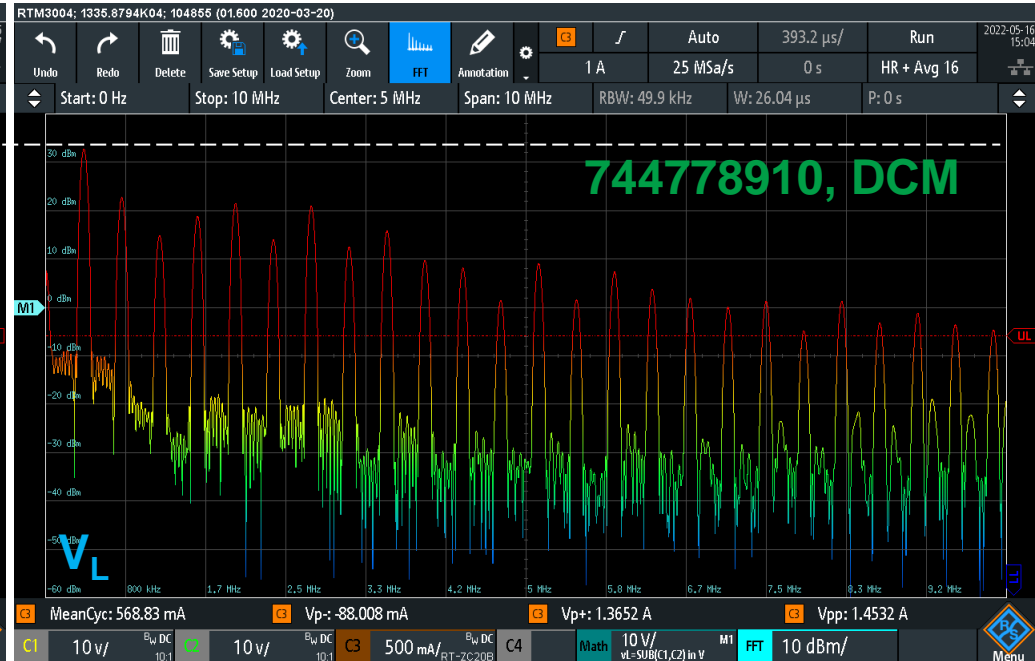 RTM3004; 1335.8794K04; 104855 (01.600 2020-03-20)
Undo Redo Delete Save Setup Load Setup Zoom FFT Annotation
C3 Auto 393.2 µs/ Run 2022-05-16
15:04
1 A 25 MSa/s 0 s HR + Avg 16
Start: 0 Hz Stop: 10 MHz Center: 5 MHz Span: 10 MHz RBW: 49.9 kHz W: 26.04 µs P: 0 s
30 dBm
744778910, DCM
20 dBm
10 dBm
0 dBm
M1
UL
-10 dBm
-20 dBm
-30 dBm
-40 dBm
-50 dBm
VL
LL
-60 dBm 800 kHz 1.7 MHz 2.5 MHz 3.3 MHz 4.2 MHz 5 MHz 5.8 MHz 6.7 MHz 7.5 MHz 8.3 MHz 9.2 MHz
C3 MeanCyc: 568.83 mA C3 Vp-: -88.008 mA C3 Vp+: 1.3652 A C3 Vpp: 1.4532 A
C1 10 V/ BW DC 10:1 C2 10 V/ BW DC 10:1 C3 500 mA/ BW DC RT-ZC20B C4 Math 10 V/ M1 vL=SUB(C1,C2) in V FFT 10 dBm/ R&S Menu